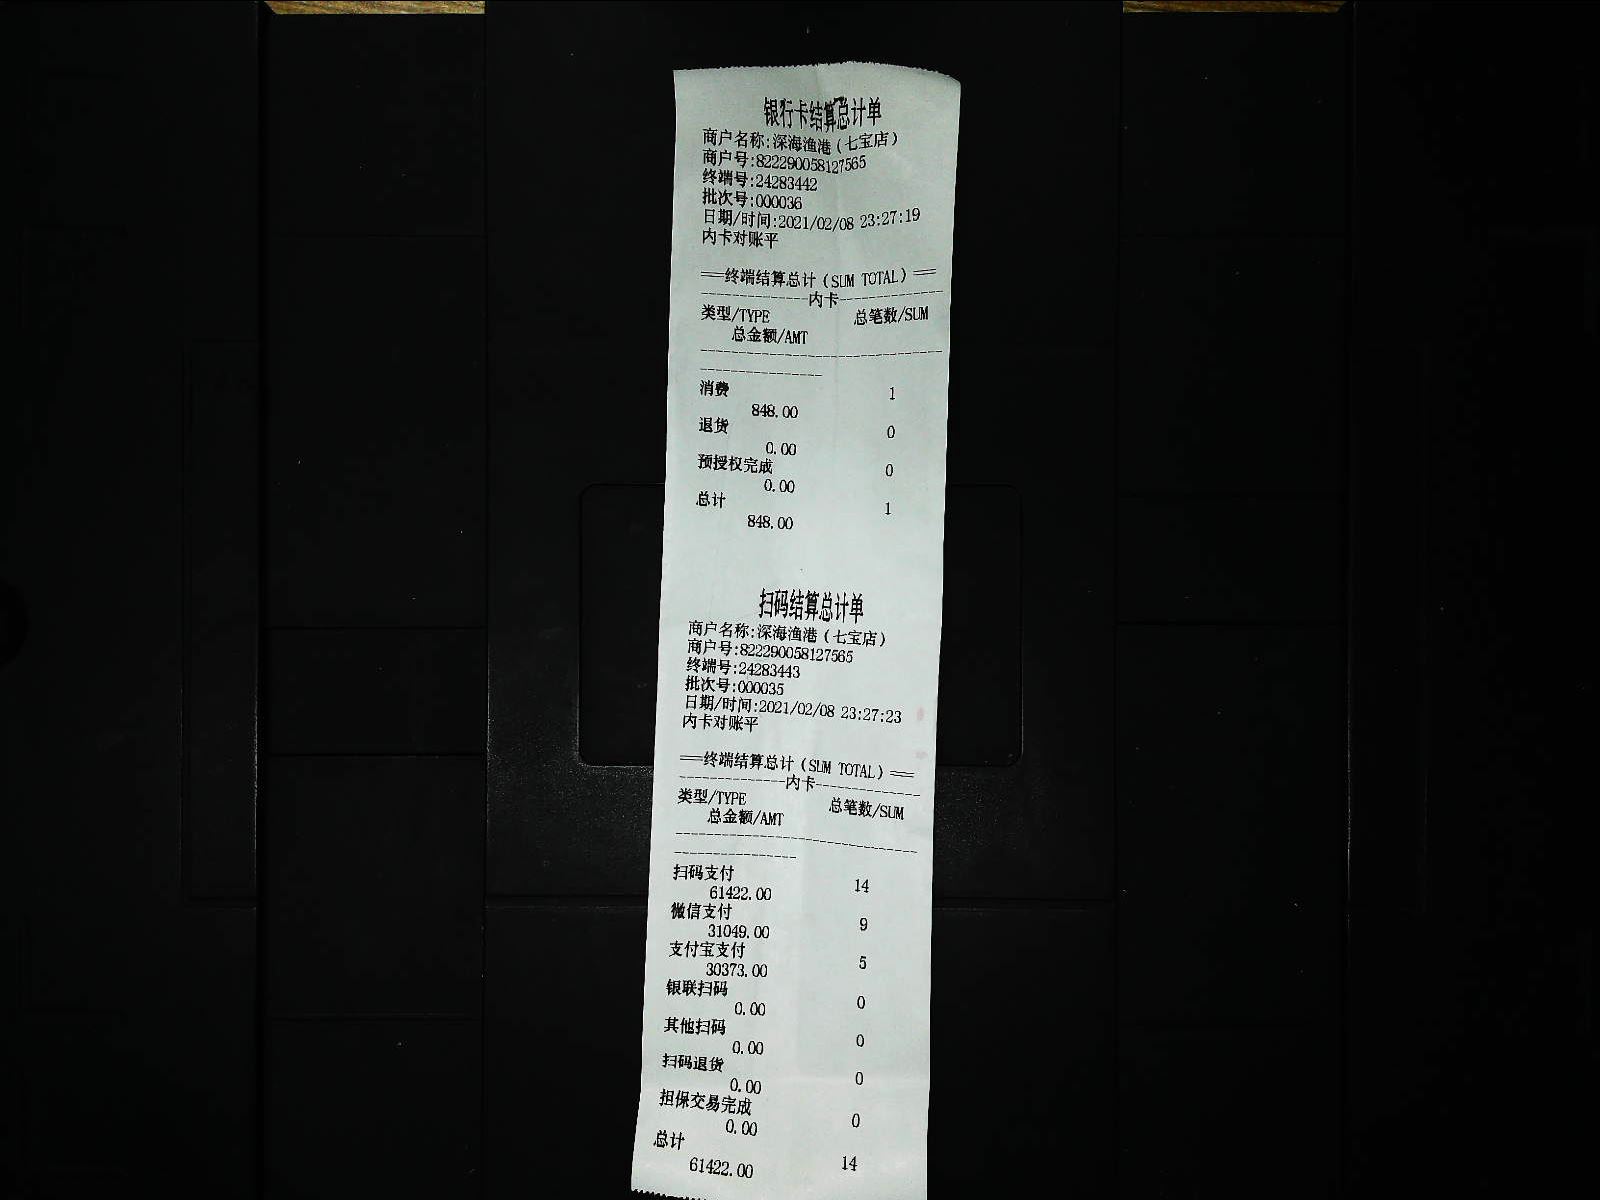 银行卡结算总计单
商户名称:深海渔港(七宝店)
商户号:822290058127565
终端号:24283442
批次号:000036
日期/时间:2021/02/08 23:27:19
内卡对账平
==终端结算总计(SUM TOTAL)==
--------------内卡--------------
类型/TYPE 总笔数/SUM
总金额/AMT
--------------------------------
----------------
消费 1
848.00
退货 0
0.00
预授权完成 0
0.00
总计 1
848.00
扫码结算总计单
商户名称:深海渔港(七宝店)
商户号:822290058127565
终端号:24283443
批次号:000035
日期/时间:2021/02/08 23:27:23
内卡对账平
==终端结算总计(SUM TOTAL)==
--------------内卡--------------
类型/TYPE 总笔数/SUM
总金额/AMT
--------------------------------
----------------
扫码支付 14
61422.00
微信支付 9
31049.00
支付宝支付 5
30373.00
银联扫码 0
0.00
其他扫码 0
0.00
扫码退货 0
0.00
担保交易完成 0
0.00
总计 14
61422.00